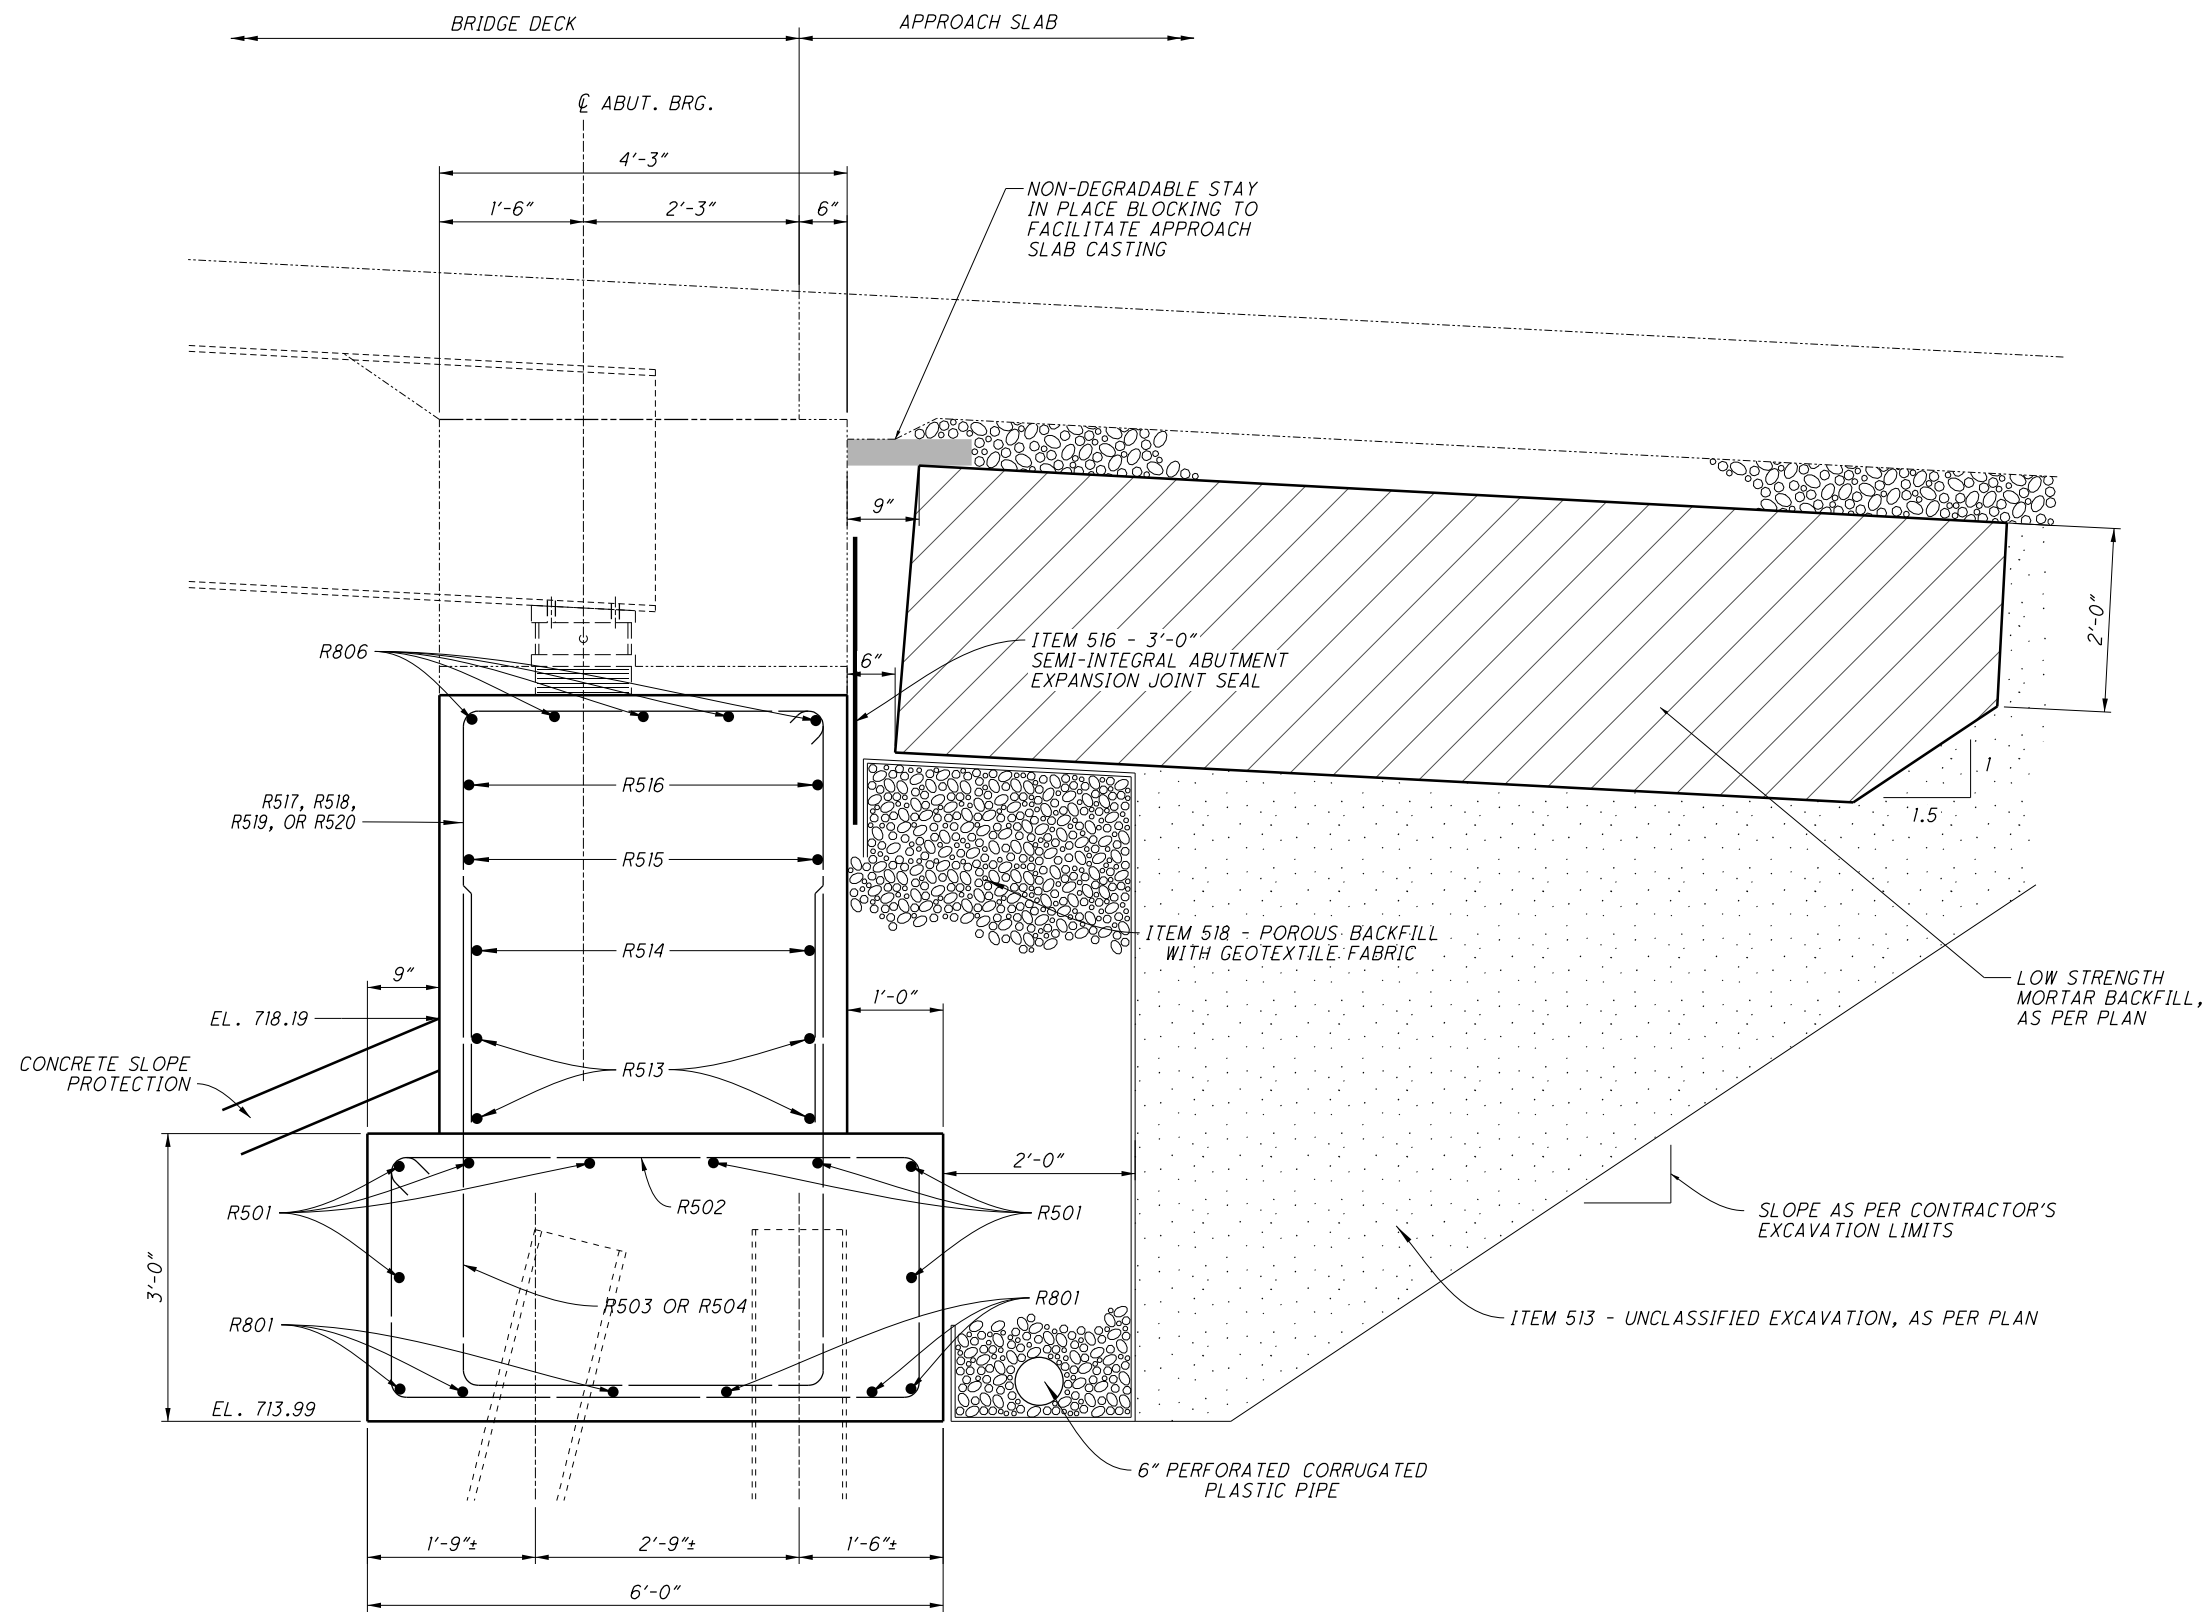 BRIDGE DECK
APPROACH SLAB
℄ ABUT. BRG.
4'-3"
1'-6"
2'-3"
6"
NON-DEGRADABLE STAY
IN PLACE BLOCKING TO
FACILITATE APPROACH
SLAB CASTING
9"
2'-0"
R806
6"
ITEM 516 - 3'-0"
SEMI-INTEGRAL ABUTMENT
EXPANSION JOINT SEAL
R516
1
R517, R518,
R519, OR R520
1.5
R515
ITEM 518 - POROUS BACKFILL
WITH GEOTEXTILE FABRIC
R514
9"
1'-0"
LOW STRENGTH
MORTAR BACKFILL,
AS PER PLAN
EL. 718.19
CONCRETE SLOPE
PROTECTION
R513
2'-0"
R501
R502
R501
SLOPE AS PER CONTRACTOR'S
EXCAVATION LIMITS
3'-0"
R503 OR R504
R801
R801
ITEM 513 - UNCLASSIFIED EXCAVATION, AS PER PLAN
EL. 713.99
6" PERFORATED CORRUGATED
PLASTIC PIPE
1'-9"±
2'-9"±
1'-6"±
6'-0"